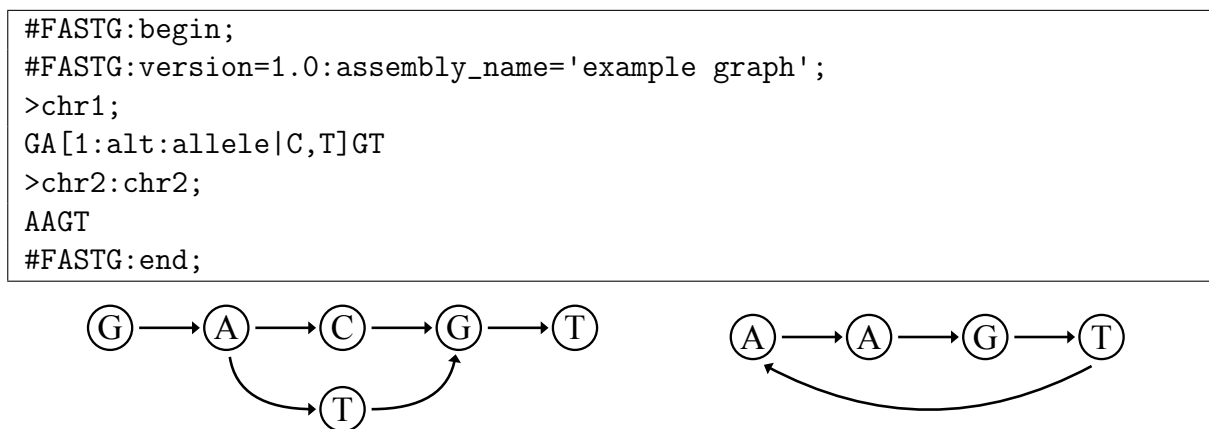 #FASTG:begin;
#FASTG:version=1.0:assembly_name='example graph';
>chr1;
GA[1:alt:allele|C,T]GT
>chr2:chr2;
AAGT
#FASTG:end;
G A C G T A A G T
T